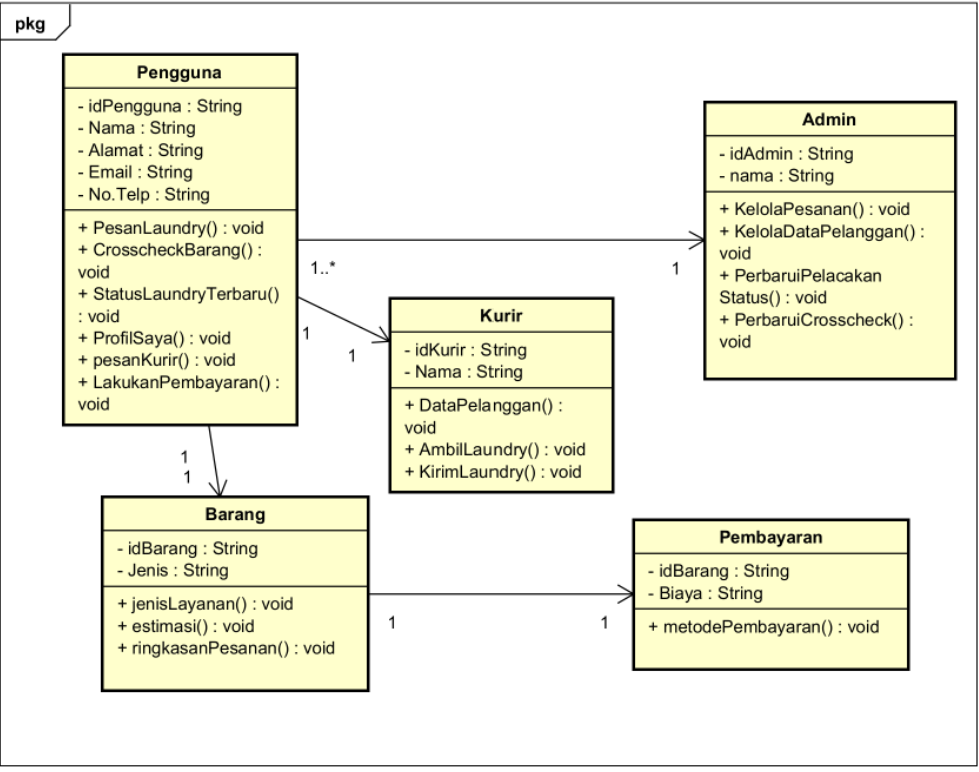 pkg
Pengguna
- idPengguna : String
- Nama : String
- Alamat : String
- Email : String
- No.Telp : String
+ PesanLaundry() : void
+ CrosscheckBarang() :
void
+ StatusLaundryTerbaru()
: void
+ ProfilSaya() : void
+ pesanKurir() : void
+ LakukanPembayaran() :
void
Admin
- idAdmin : String
- nama : String
+ KelolaPesanan() : void
+ KelolaDataPelanggan() :
void
+ PerbaruiPelacakan
Status() : void
+ PerbaruiCrosscheck() :
void
1..*
1
1
1
Kurir
- idKurir : String
- Nama : String
+ DataPelanggan() :
void
+ AmbilLaundry() : void
+ KirimLaundry() : void
1
1
Barang
- idBarang : String
- Jenis : String
+ jenisLayanan() : void
+ estimasi() : void
+ ringkasanPesanan() : void
1
1
Pembayaran
- idBarang : String
- Biaya : String
+ metodePembayaran() : void